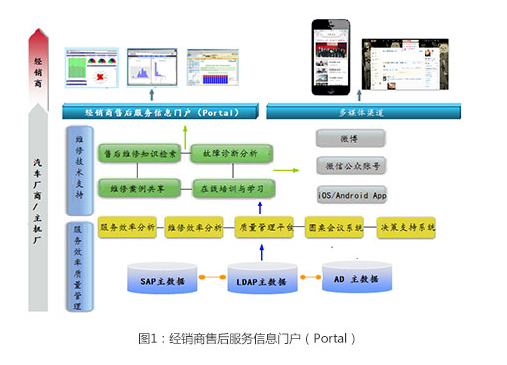 经销商
经销商售后服务信息门户（Portal）
多媒体渠道
汽车厂商/主机厂
维修技术支持
售后维修知识检索
故障诊断分析
维修案例共享
在线培训与学习
微博
微信公众账号
iOS/Android App
服务效率质量管理
服务效率分析
维修效率分析
质量管理平台
圆桌会议系统
决策支持系统
SAP主数据
LDAP主数据
AD 主数据
图1：经销商售后服务信息门户（Portal）